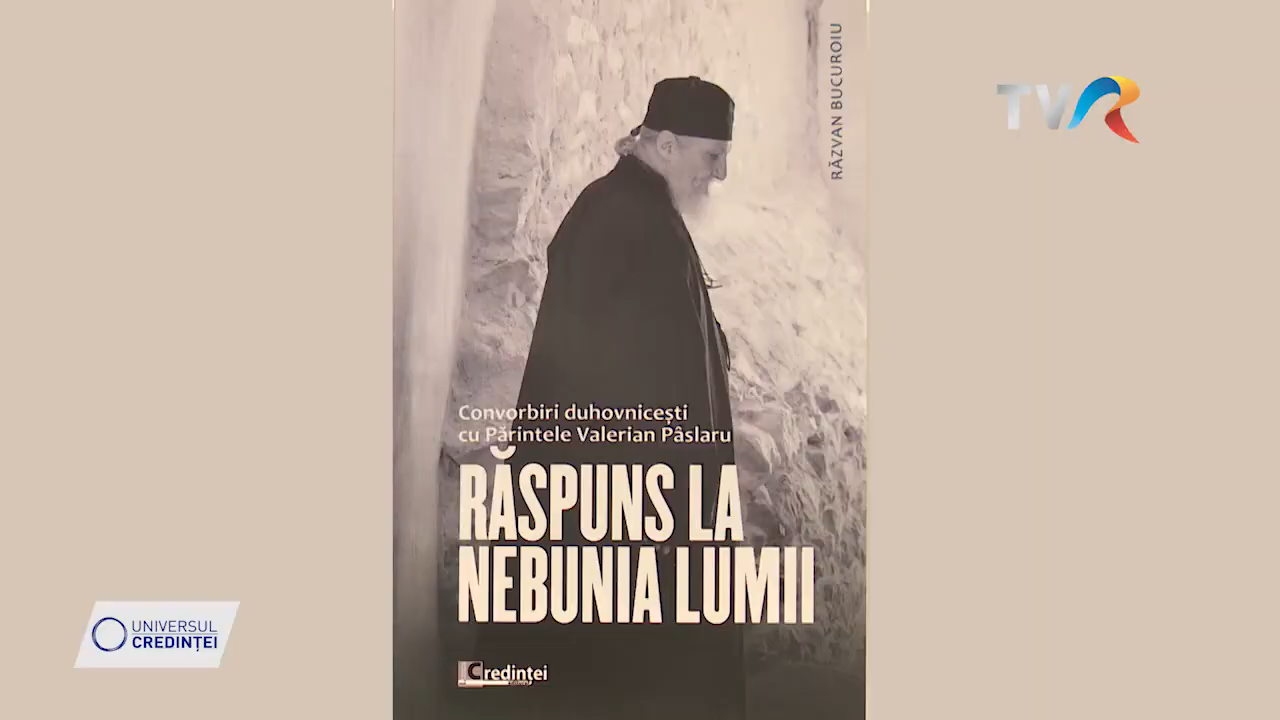 TVR
RĂZVAN BUCUROIU
Convorbiri duhovnicești
cu Părintele Valerian Pâslaru
RĂSPUNS LA
NEBUNIA LUMII
UNIVERSUL
CREDINȚEI
Credinței